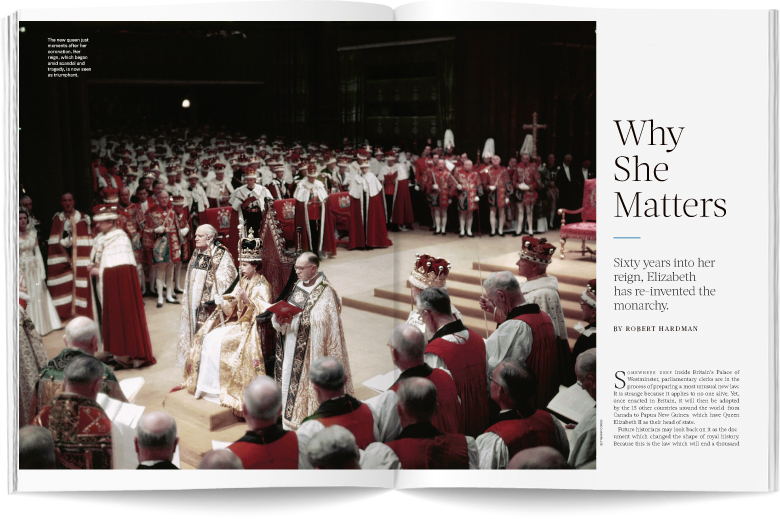 The new queen just
moments after her
coronation. Her
reign, which began
amid scandal and
tragedy, is now seen
as triumphant.
Why
She
Matters
Sixty years into her
reign, Elizabeth
has re-invented the
monarchy.
BY ROBERT HARDMAN
SOMEWHERE DEEP inside Britain's Palace of
Westminster, parliamentary clerks are in the
process of preparing a most unusual new law.
It is strange because it applies to no one alive. Yet,
once enacted in Britain, it will then be adopted
by the 15 other countries around the world from
Canada to Papua New Guinea which have Queen
Elizabeth II as their head of state.
Future historians may look back on it as the doc-
ument which changed the shape of royal history.
Because this is the law which will end a thousand